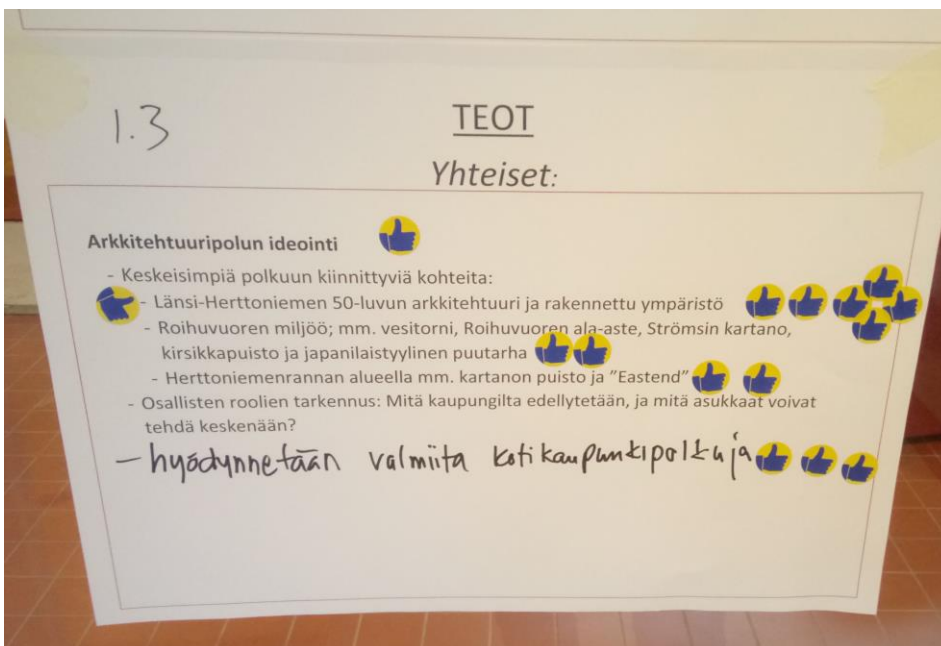 1.3
TEOT
Yhteiset:
Arkkitehtuuripolun ideointi
- Keskeisimpiä polkuun kiinnittyviä kohteita:
- Länsi-Herttoniemen 50-luvun arkkitehtuuri ja rakennettu ympäristö
- Roihuvuoren miljöö; mm. vesitorni, Roihuvuoren ala-aste, Strömsin kartano,
kirsikkapuisto ja japanilaistyylinen puutarha
- Herttoniemenrannan alueella mm. kartanon puisto ja ”Eastend”
- Osallisten roolien tarkennus: Mitä kaupungilta edellytetään, ja mitä asukkaat voivat
tehdä keskenään?
- hyödynnetään valmiita kotikaupunkipolkuja